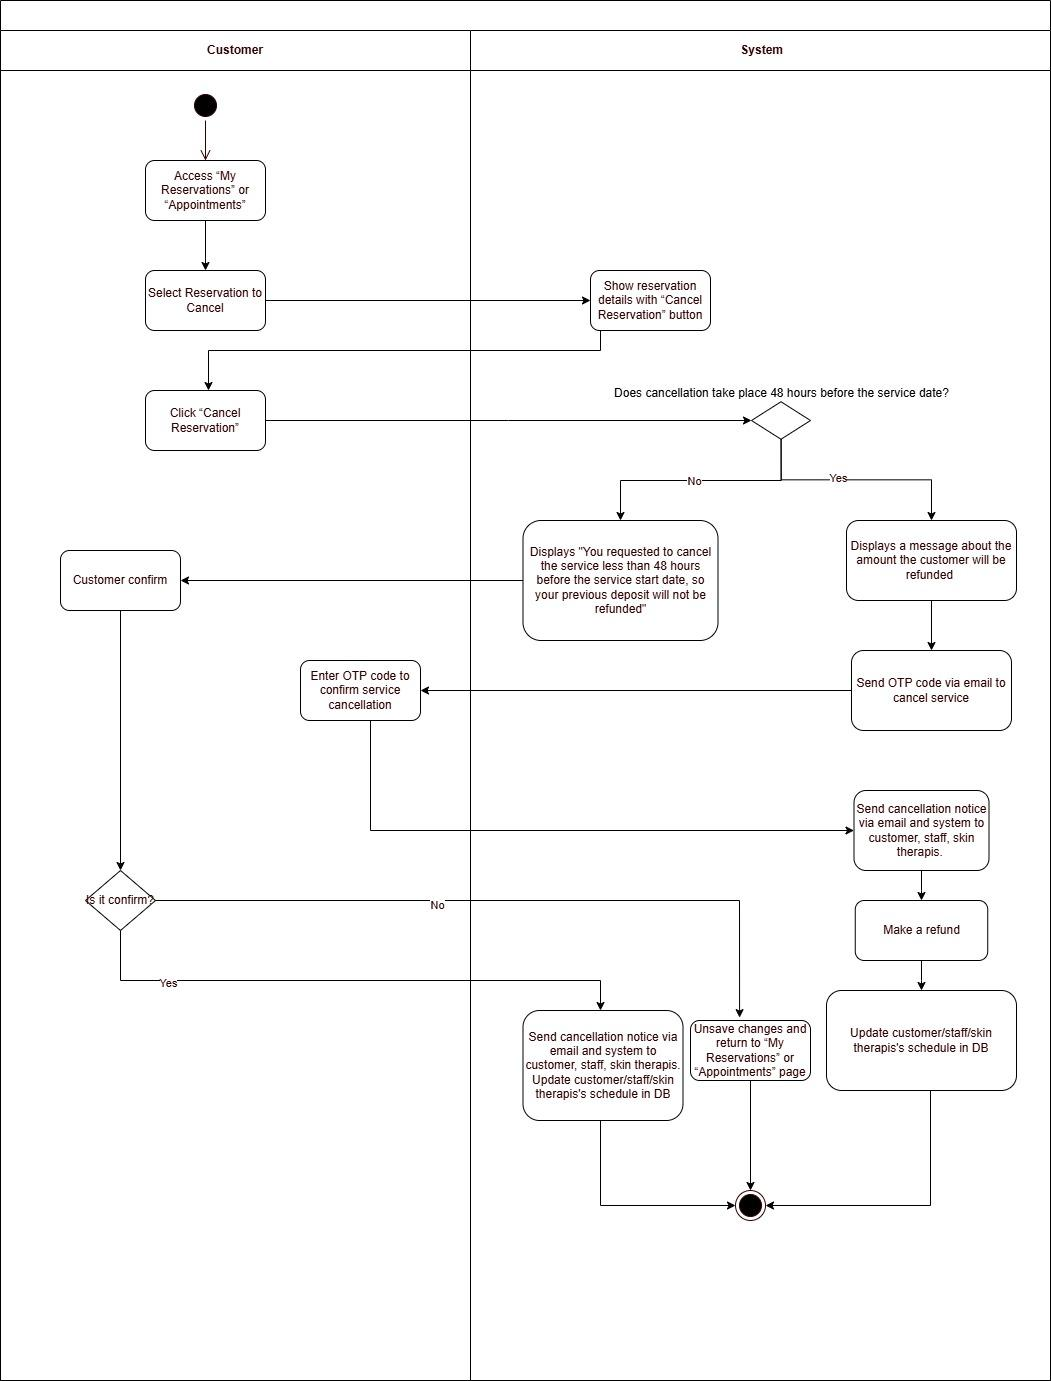 Customer
System
Access “My
Reservations” or
“Appointments”
Select Reservation to
Cancel
Show reservation
details with “Cancel
Reservation” button
Click “Cancel
Reservation”
Does cancellation take place 48 hours before the service date?
No
Yes
Displays "You requested to cancel
the service less than 48 hours
before the service start date, so
your previous deposit will not be
refunded"
Displays a message about the
amount the customer will be
refunded
Customer confirm
Enter OTP code to
confirm service
cancellation
Send OTP code via email to
cancel service
Send cancellation notice
via email and system to
customer, staff, skin
therapis.
Is it confirm?
No
Make a refund
Yes
Send cancellation notice via
email and system to
customer, staff, skin therapis.
Update customer/staff/skin
therapis's schedule in DB
Unsave changes and
return to “My
Reservations” or
“Appointments” page
Update customer/staff/skin
therapis's schedule in DB